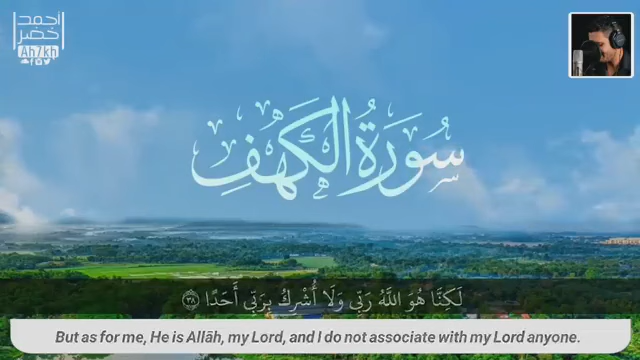 أحمد
خضر
Ah7kh
سُورَةُ الْكَهْفِ
لَّٰكِنَّا هُوَ اللَّهُ رَبِّي وَلَا أُشْرِكُ بِرَبِّي أَحَدًا ﴿٣٨﴾
But as for me, He is Allāh, my Lord, and I do not associate with my Lord anyone.